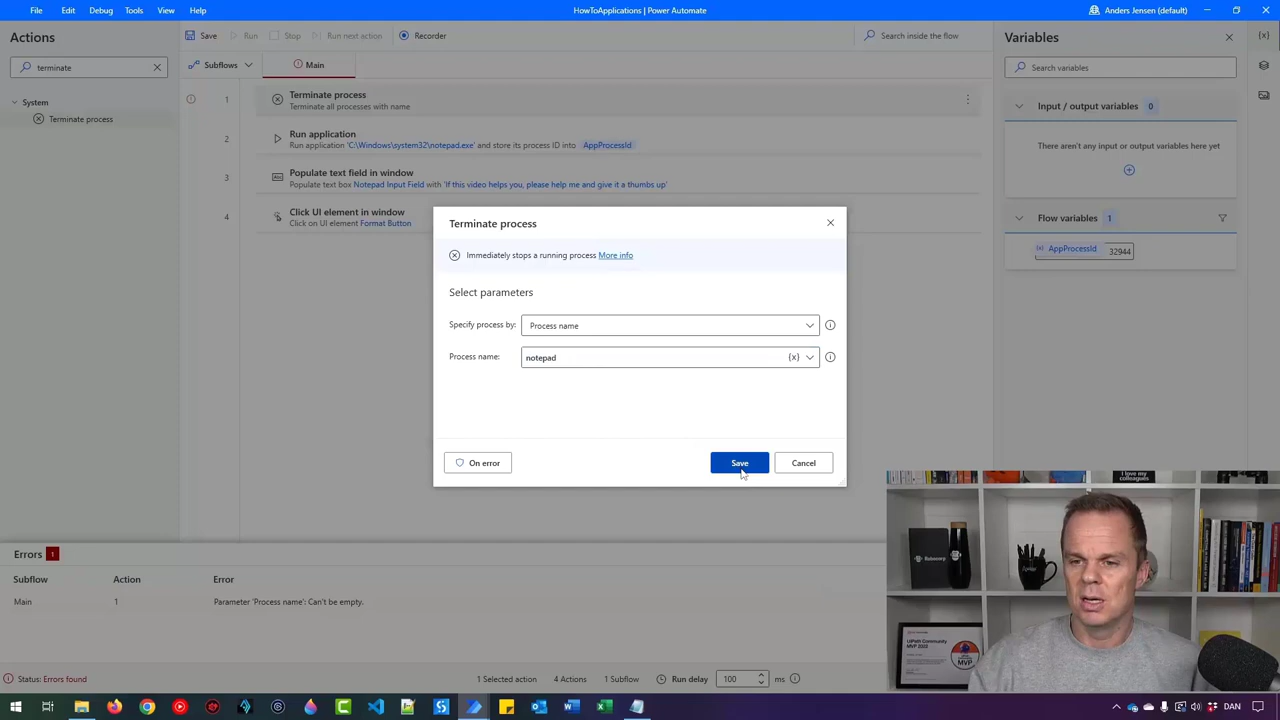 File
Edit
Debug
Tools
View
Help
HowToApplications | Power Automate
Anders Jensen (default)
Actions
terminate
System
Terminate process
Save
Run
Stop
Run next action
Recorder
Search inside the flow
Subflows
Main
1
Terminate process
Terminate all processes with name
2
Run application
Run application 'C:\Windows\system32\notepad.exe' and store its process ID into AppProcessId
3
Populate text field in window
Populate text box Notepad Input Field with 'If this video helps you, please help me and give it a thumbs up'
4
Click UI element in window
Click on UI element Format Button
Terminate process
Immediately stops a running process More info
Select parameters
Specify process by: Process name
Process name: notepad {x}
On error
Save
Cancel
Variables
{x}
Search variables
Input / output variables 0
There aren't any input or output variables here yet
Flow variables 1
AppProcessId 32944
Errors 1
Subflow
Action
Error
Main
1
Parameter 'Process name': Can't be empty.
Status: Errors found
1 Selected action
4 Actions
1 Subflow
Run delay
100
ms
I love my
colleagues
Robocorp
UiPath Community
MVP
DAN